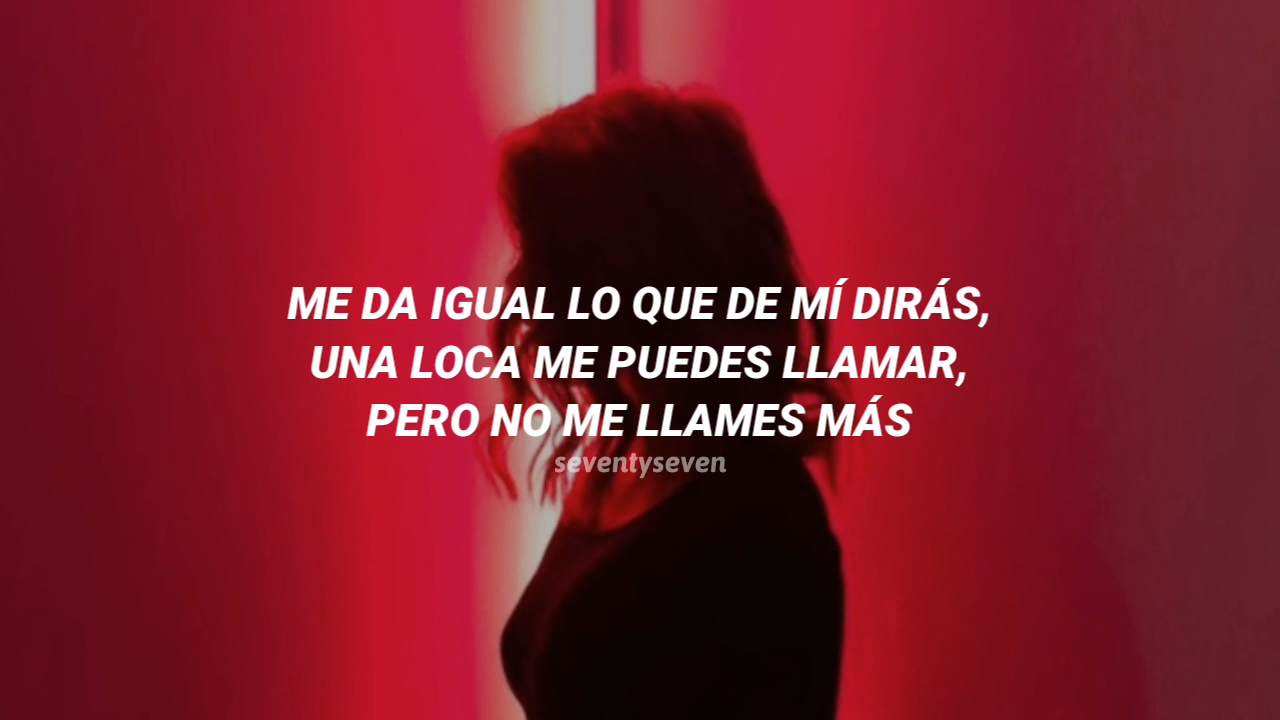 ME DA IGUAL LO QUE DE MÍ DIRÁS,
UNA LOCA ME PUEDES LLAMAR,
PERO NO ME LLAMES MÁS
seventyseven